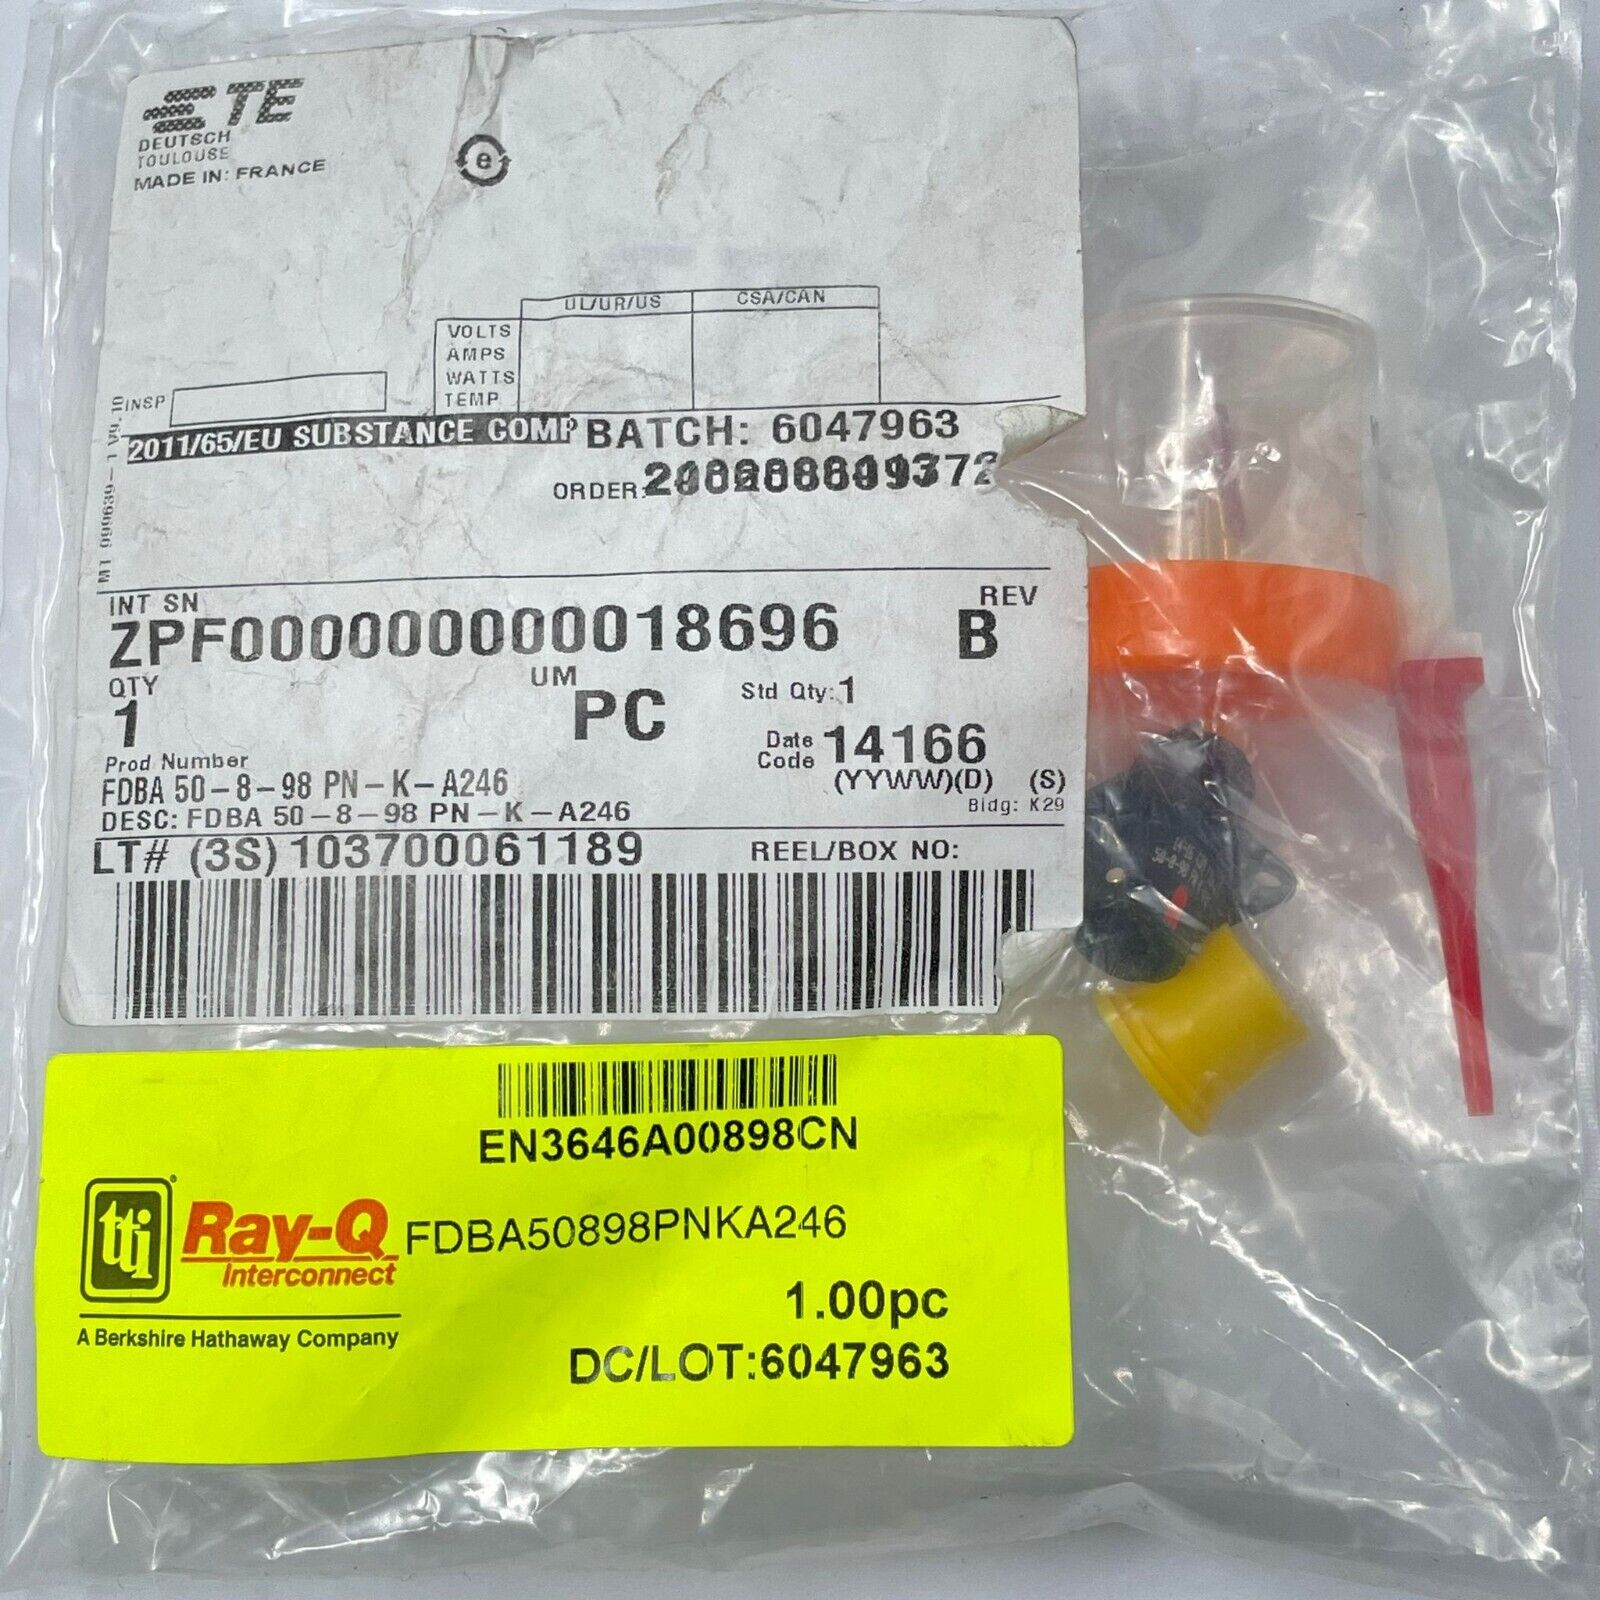 TE
DEUTSCH
TOULOUSE
MADE IN: FRANCE
e
UL/UR/US CSA/CAN
VOLTS
AMPS
WATTS
TEMP
INSP
2011/65/EU SUBSTANCE COMP BATCH: 6047963
ORDER:
INT SN REV
ZPF000000000018696 B
QTY UM Std Qty: 1
1 PC
Date Code 14166
(YYWW)(D) (S)
Prod Number
FDBA 50-8-98 PN-K-A246 Bldg: K29
DESC: FDBA 50-8-98 PN-K-A246
LT# (3S) 103700061189 REEL/BOX NO:
50-8-98
EN3646A00898CN
tti
Ray-Q
Interconnect
FDBA50898PNKA246
A Berkshire Hathaway Company
1.00pc
DC/LOT:6047963